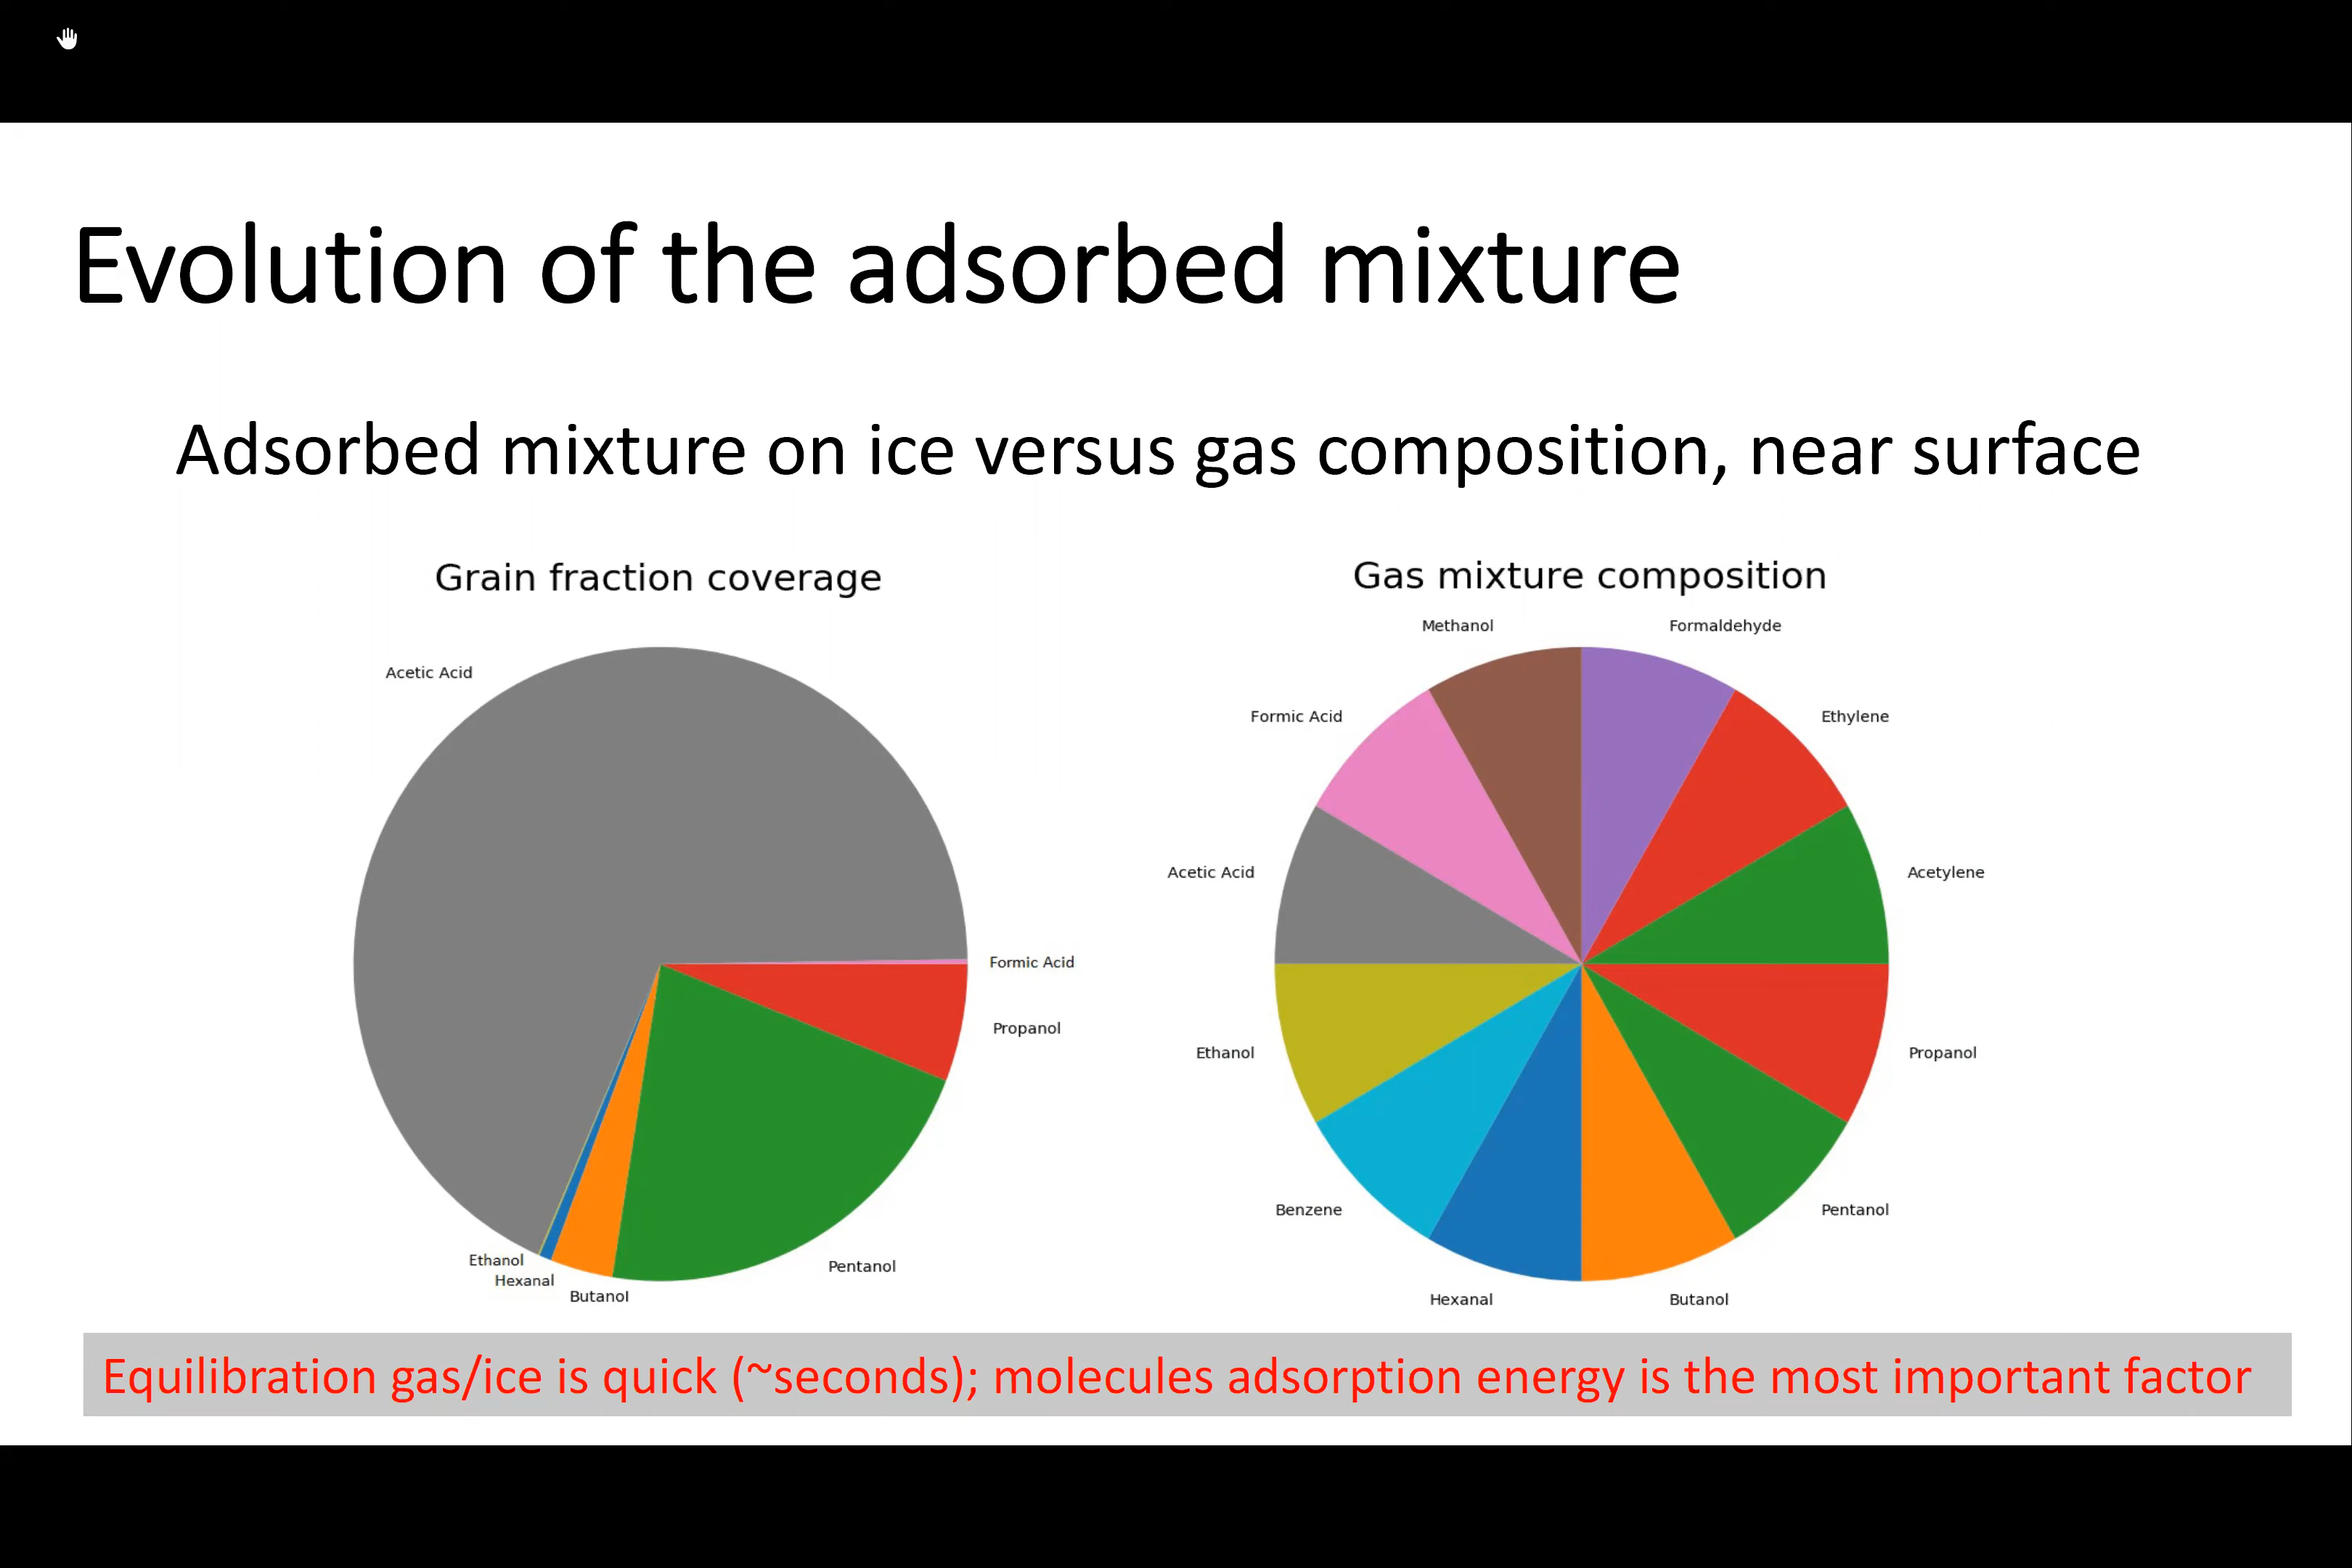 Evolution of the adsorbed mixture
Adsorbed mixture on ice versus gas composition, near surface
Grain fraction coverage
Acetic Acid
Formic Acid
Propanol
Pentanol
Butanol
Hexanal
Ethanol
Gas mixture composition
Methanol
Formaldehyde
Formic Acid
Ethylene
Acetic Acid
Acetylene
Ethanol
Propanol
Benzene
Pentanol
Hexanal
Butanol
Equilibration gas/ice is quick (~seconds); molecules adsorption energy is the most important factor